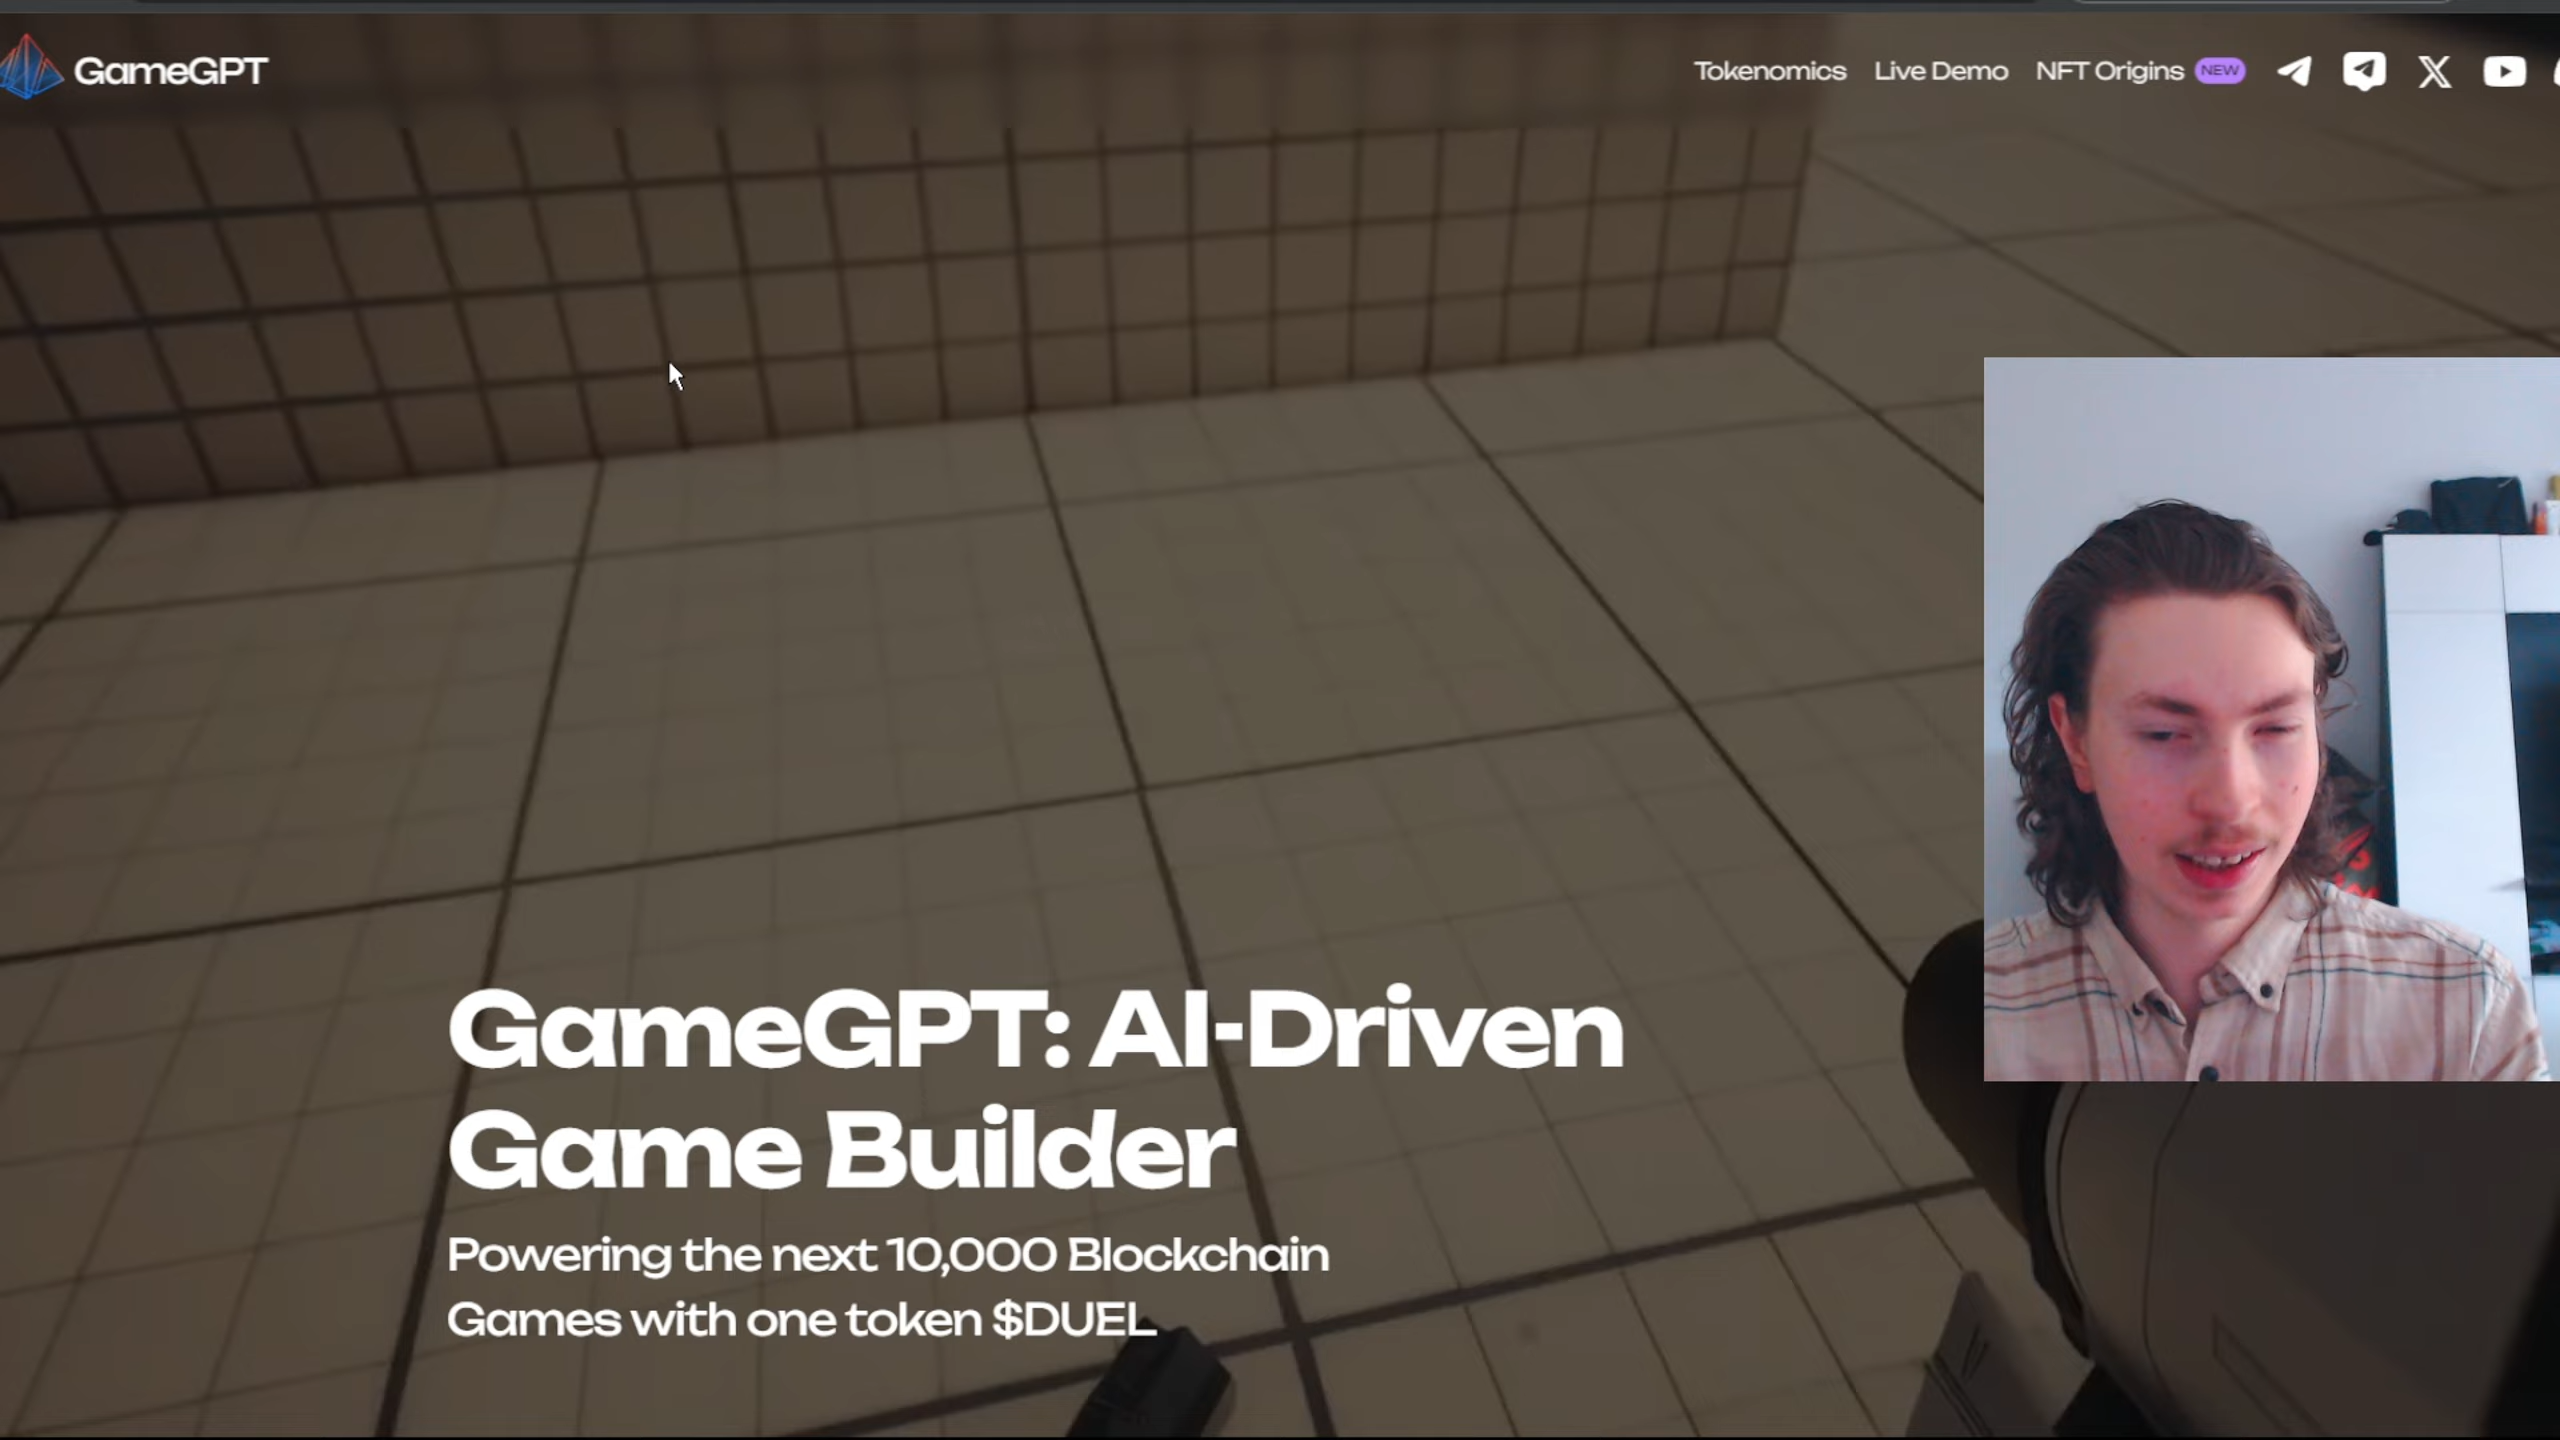 GameGPT
Tokenomics Live Demo NFT Origins NEW
GameGPT: AI-Driven
Game Builder
Powering the next 10,000 Blockchain
Games with one token $DUEL